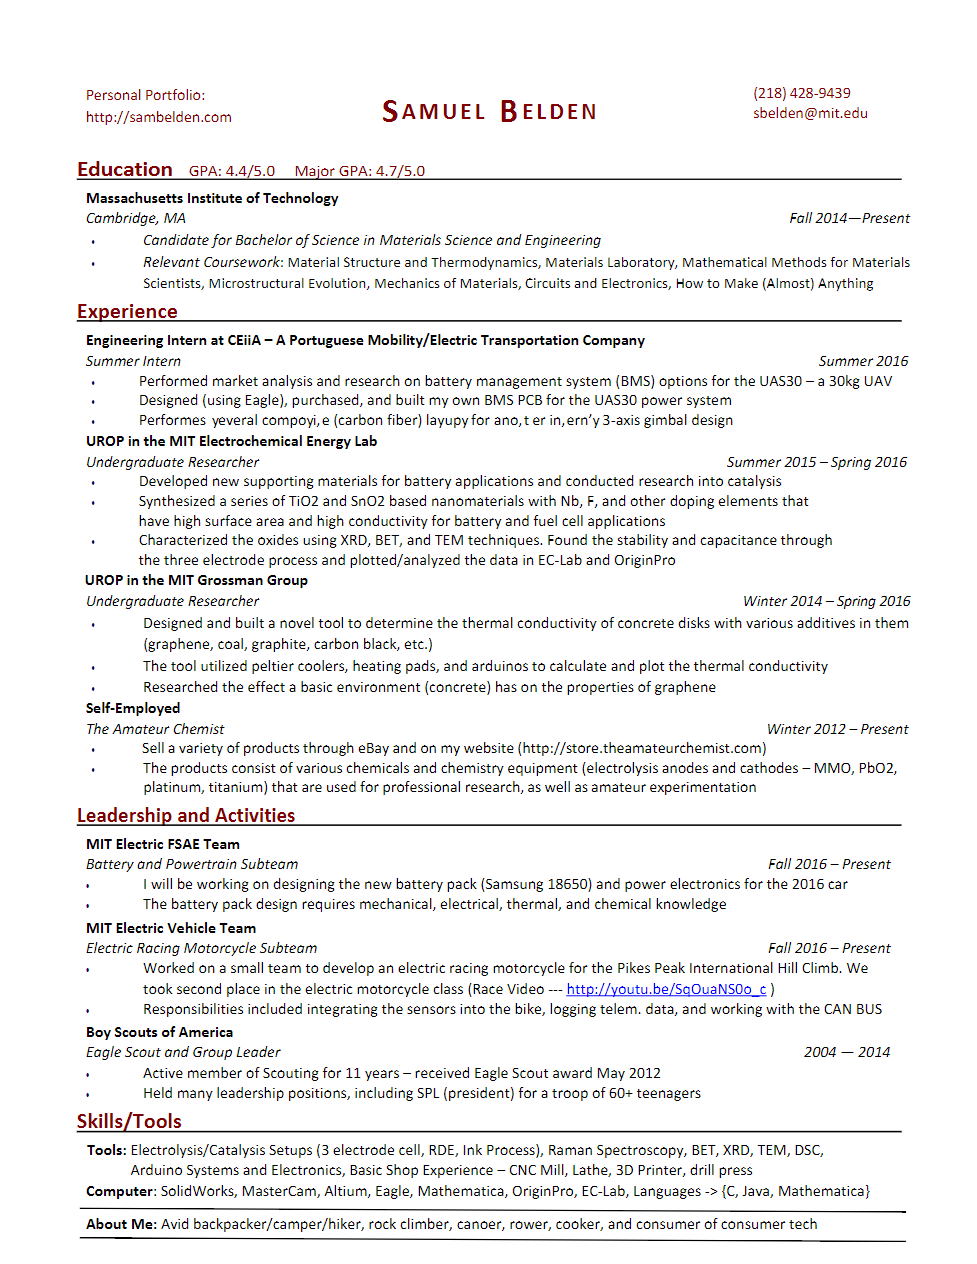 Personal Portfolio:
http://sambelden.com
SAMUEL BELDEN
(218) 428-9439
sbelden@mit.edu
Education GPA: 4.4/5.0 Major GPA: 4.7/5.0
Massachusetts Institute of Technology
Cambridge, MA Fall 2014—Present
• Candidate for Bachelor of Science in Materials Science and Engineering
• Relevant Coursework: Material Structure and Thermodynamics, Materials Laboratory, Mathematical Methods for Materials
Scientists, Microstructural Evolution, Mechanics of Materials, Circuits and Electronics, How to Make (Almost) Anything
Experience
Engineering Intern at CEiiA – A Portuguese Mobility/Electric Transportation Company
Summer Intern Summer 2016
• Performed market analysis and research on battery management system (BMS) options for the UAS30 – a 30kg UAV
• Designed (using Eagle), purchased, and built my own BMS PCB for the UAS30 power system
• Performes yeveral compoyi,e (carbon fiber) layupy for ano,t er in,ern'y 3-axis gimbal design
UROP in the MIT Electrochemical Energy Lab
Undergraduate Researcher Summer 2015 – Spring 2016
• Developed new supporting materials for battery applications and conducted research into catalysis
• Synthesized a series of TiO2 and SnO2 based nanomaterials with Nb, F, and other doping elements that
have high surface area and high conductivity for battery and fuel cell applications
• Characterized the oxides using XRD, BET, and TEM techniques. Found the stability and capacitance through
the three electrode process and plotted/analyzed the data in EC-Lab and OriginPro
UROP in the MIT Grossman Group
Undergraduate Researcher Winter 2014 – Spring 2016
• Designed and built a novel tool to determine the thermal conductivity of concrete disks with various additives in them
(graphene, coal, graphite, carbon black, etc.)
• The tool utilized peltier coolers, heating pads, and arduinos to calculate and plot the thermal conductivity
• Researched the effect a basic environment (concrete) has on the properties of graphene
Self-Employed
The Amateur Chemist Winter 2012 – Present
• Sell a variety of products through eBay and on my website (http://store.theamateurchemist.com)
• The products consist of various chemicals and chemistry equipment (electrolysis anodes and cathodes – MMO, PbO2,
platinum, titanium) that are used for professional research, as well as amateur experimentation
Leadership and Activities
MIT Electric FSAE Team
Battery and Powertrain Subteam Fall 2016 – Present
• I will be working on designing the new battery pack (Samsung 18650) and power electronics for the 2016 car
• The battery pack design requires mechanical, electrical, thermal, and chemical knowledge
MIT Electric Vehicle Team
Electric Racing Motorcycle Subteam Fall 2016 – Present
• Worked on a small team to develop an electric racing motorcycle for the Pikes Peak International Hill Climb. We
took second place in the electric motorcycle class (Race Video --- http://youtu.be/SqOuaNS0o_c )
• Responsibilities included integrating the sensors into the bike, logging telem. data, and working with the CAN BUS
Boy Scouts of America
Eagle Scout and Group Leader 2004 — 2014
• Active member of Scouting for 11 years – received Eagle Scout award May 2012
• Held many leadership positions, including SPL (president) for a troop of 60+ teenagers
Skills/Tools
Tools: Electrolysis/Catalysis Setups (3 electrode cell, RDE, Ink Process), Raman Spectroscopy, BET, XRD, TEM, DSC,
Arduino Systems and Electronics, Basic Shop Experience – CNC Mill, Lathe, 3D Printer, drill press
Computer: SolidWorks, MasterCam, Altium, Eagle, Mathematica, OriginPro, EC-Lab, Languages -> {C, Java, Mathematica}
About Me: Avid backpacker/camper/hiker, rock climber, canoer, rower, cooker, and consumer of consumer tech